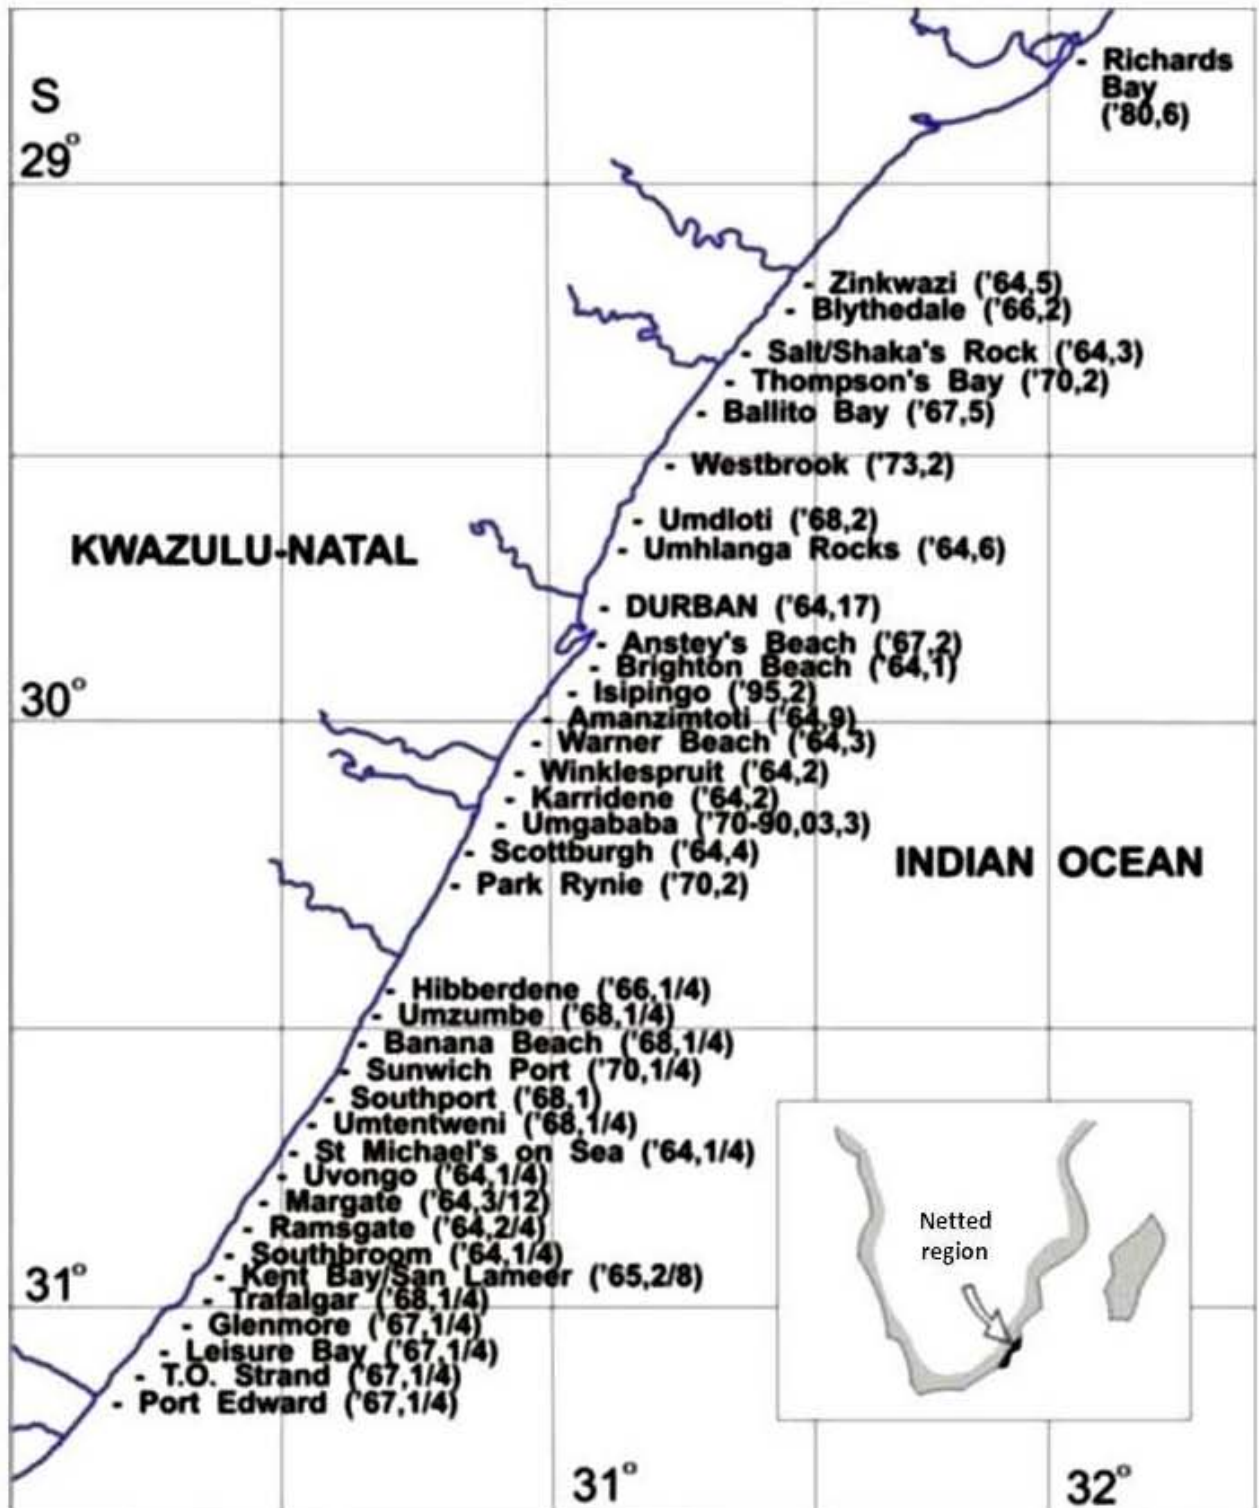 S
29°
Richards
Bay
('80,6)
Zinkwazi ('64,5)
Blythedale ('66,2)
Salt/Shaka's Rock ('64,3)
Thompson's Bay ('70,2)
Ballito Bay ('67,5)
Westbrook ('73,2)
Umdloti ('68,2)
KWAZULU-NATAL
Umhlanga Rocks ('64,6)
DURBAN ('64,17)
Anstey's Beach ('67,2)
Brighton Beach ('64,1)
30°
Isipingo ('95,2)
Amanzimtoti ('64,9)
Warner Beach ('64,3)
Winklespruit ('64,2)
Karridene ('64,2)
Umgababa ('70-90,03,3)
Scottburgh ('64,4)
INDIAN OCEAN
Park Rynie ('70,2)
Hibberdene ('66,1/4)
Umzumbe ('68,1/4)
Banana Beach ('68,1/4)
Sunwich Port ('70,1/4)
Southport ('68,1)
Umtentweni ('68,1/4)
St Michael's on Sea ('64,1/4)
Uvongo ('64,1/4)
Margate ('64,3/12)
Ramsgate ('64,2/4)
Southbroom ('64,1/4)
31°
Kent Bay/San Lameer ('65,2/8)
Trafalgar ('68,1/4)
Glenmore ('67,1/4)
Leisure Bay ('67,1/4)
T.O. Strand ('67,1/4)
Port Edward ('67,1/4)
Netted
region
31°
32°